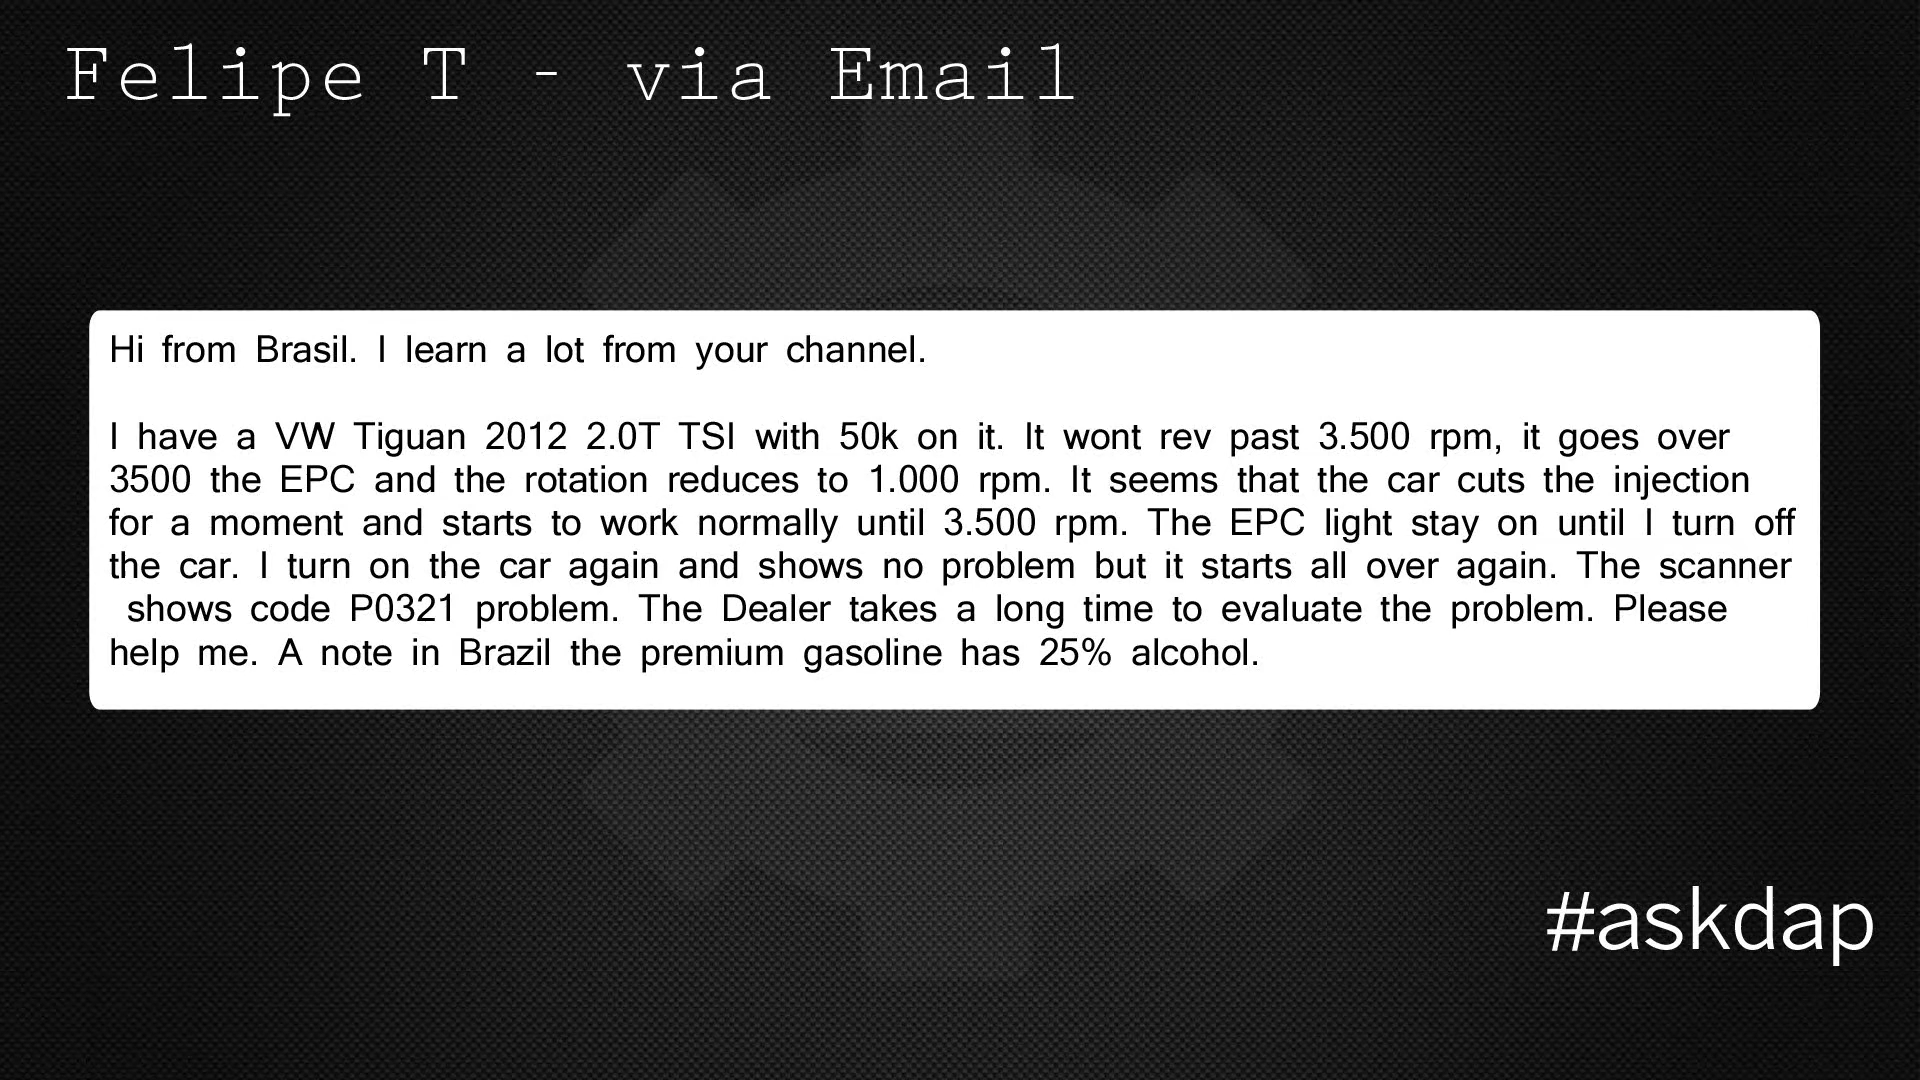 Felipe T - via Email
Hi from Brasil. I learn a lot from your channel.
I have a VW Tiguan 2012 2.0T TSI with 50k on it. It wont rev past 3.500 rpm, it goes over
3500 the EPC and the rotation reduces to 1.000 rpm. It seems that the car cuts the injection
for a moment and starts to work normally until 3.500 rpm. The EPC light stay on until I turn off
the car. I turn on the car again and shows no problem but it starts all over again. The scanner
shows code P0321 problem. The Dealer takes a long time to evaluate the problem. Please
help me. A note in Brazil the premium gasoline has 25% alcohol.
#askdap